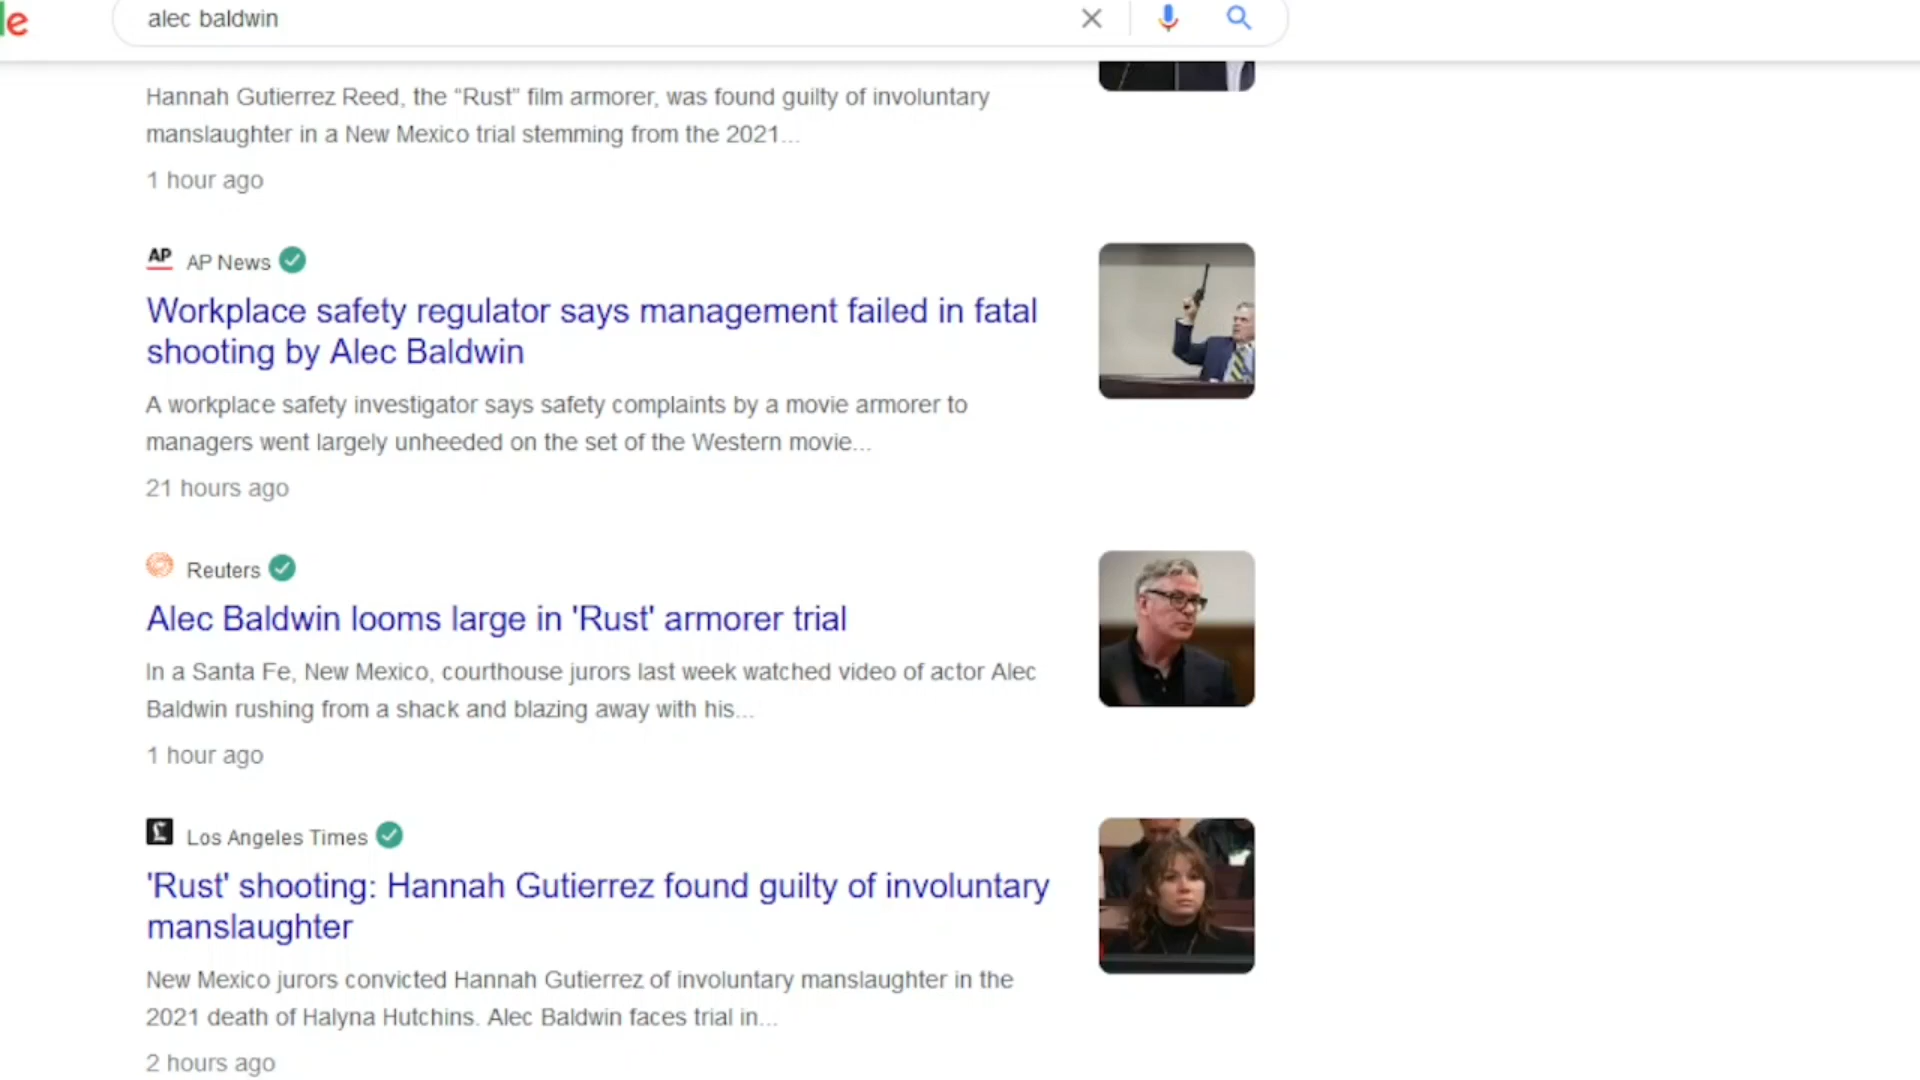 le
alec baldwin
Hannah Gutierrez Reed, the “Rust” film armorer, was found guilty of involuntary
manslaughter in a New Mexico trial stemming from the 2021...
1 hour ago
AP AP News
Workplace safety regulator says management failed in fatal
shooting by Alec Baldwin
A workplace safety investigator says safety complaints by a movie armorer to
managers went largely unheeded on the set of the Western movie...
21 hours ago
Reuters
Alec Baldwin looms large in 'Rust' armorer trial
In a Santa Fe, New Mexico, courthouse jurors last week watched video of actor Alec
Baldwin rushing from a shack and blazing away with his...
1 hour ago
L Los Angeles Times
'Rust' shooting: Hannah Gutierrez found guilty of involuntary
manslaughter
New Mexico jurors convicted Hannah Gutierrez of involuntary manslaughter in the
2021 death of Halyna Hutchins. Alec Baldwin faces trial in...
2 hours ago